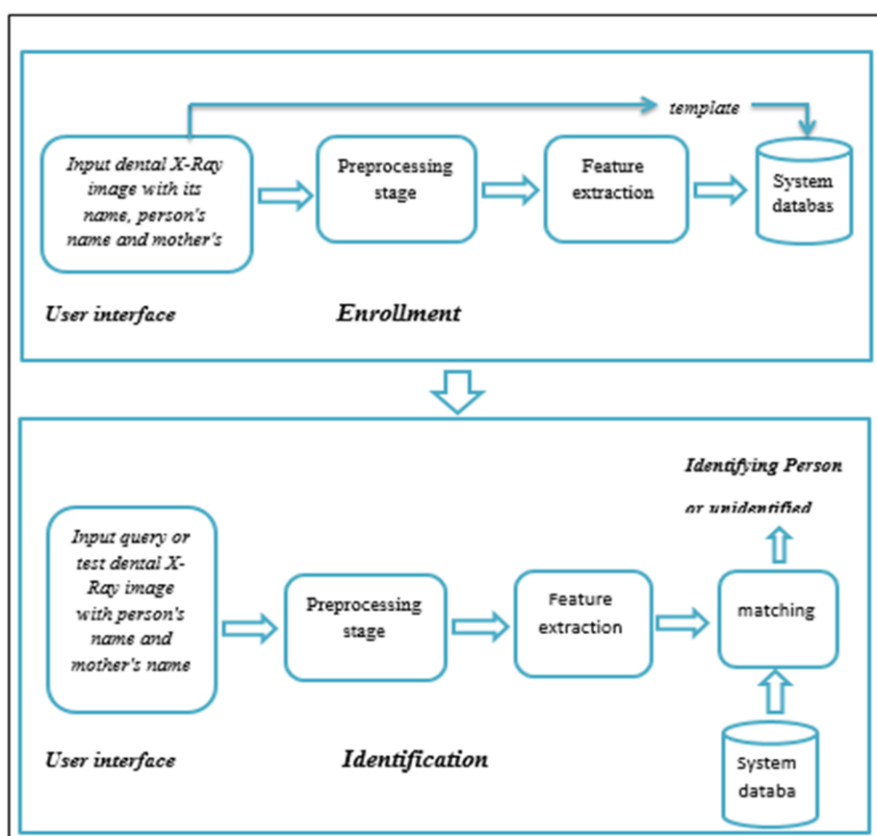 template
Input dental X-Ray
image with its
name, person's
name and mother's
Preprocessing
stage
Feature
extraction
System
databas
User interface
Enrollment
Identifying Person
or unidentified
Input query or
test dental X-
Ray image
with person's
name and
mother's name
Preprocessing
stage
Feature
extraction
matching
User interface
Identification
System
databa